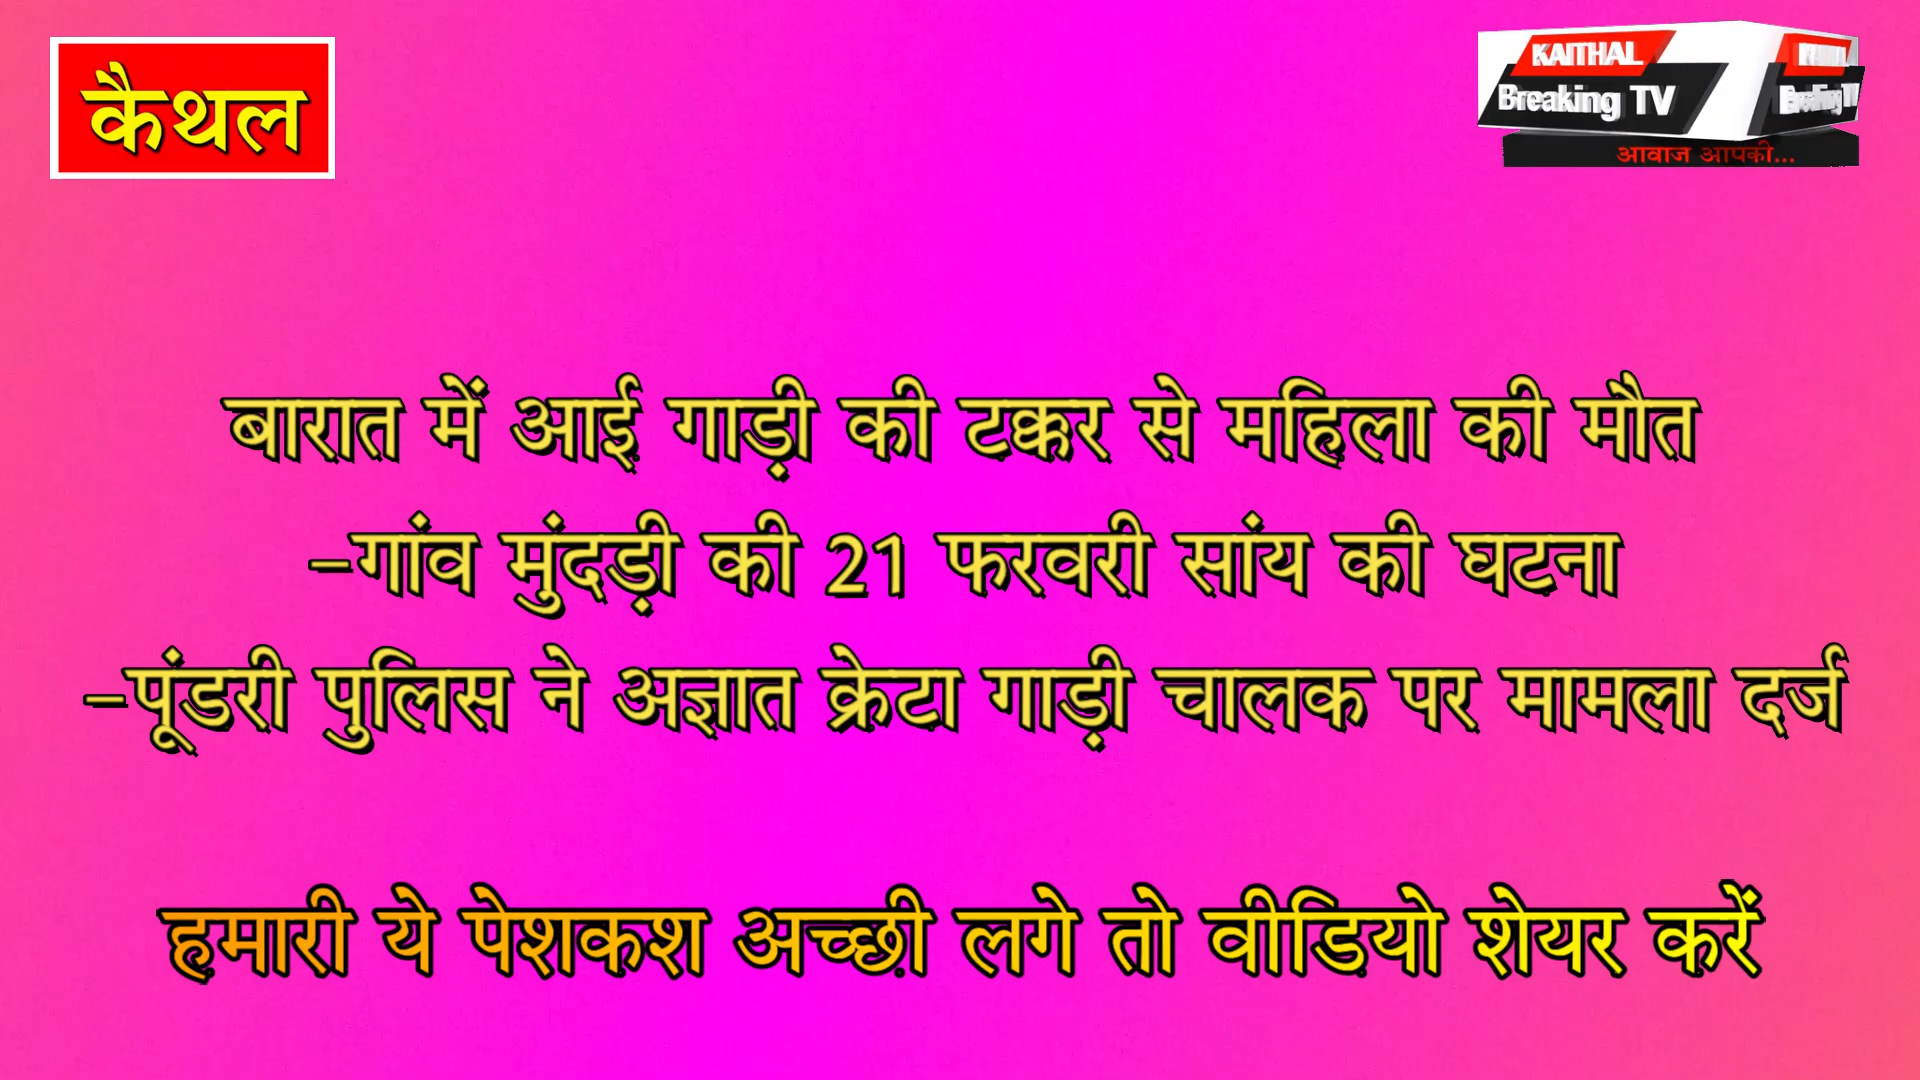 कैथल
KAITHAL
Breaking TV
आवाज आपकी...
बारात में आई गाड़ी की टक्कर से महिला की मौत
–गांव मुंदड़ी की 21 फरवरी सांय की घटना
–पूंडरी पुलिस ने अज्ञात क्रेटा गाड़ी चालक पर मामला दर्ज
हमारी ये पेशकश अच्छी लगे तो वीडियो शेयर करें